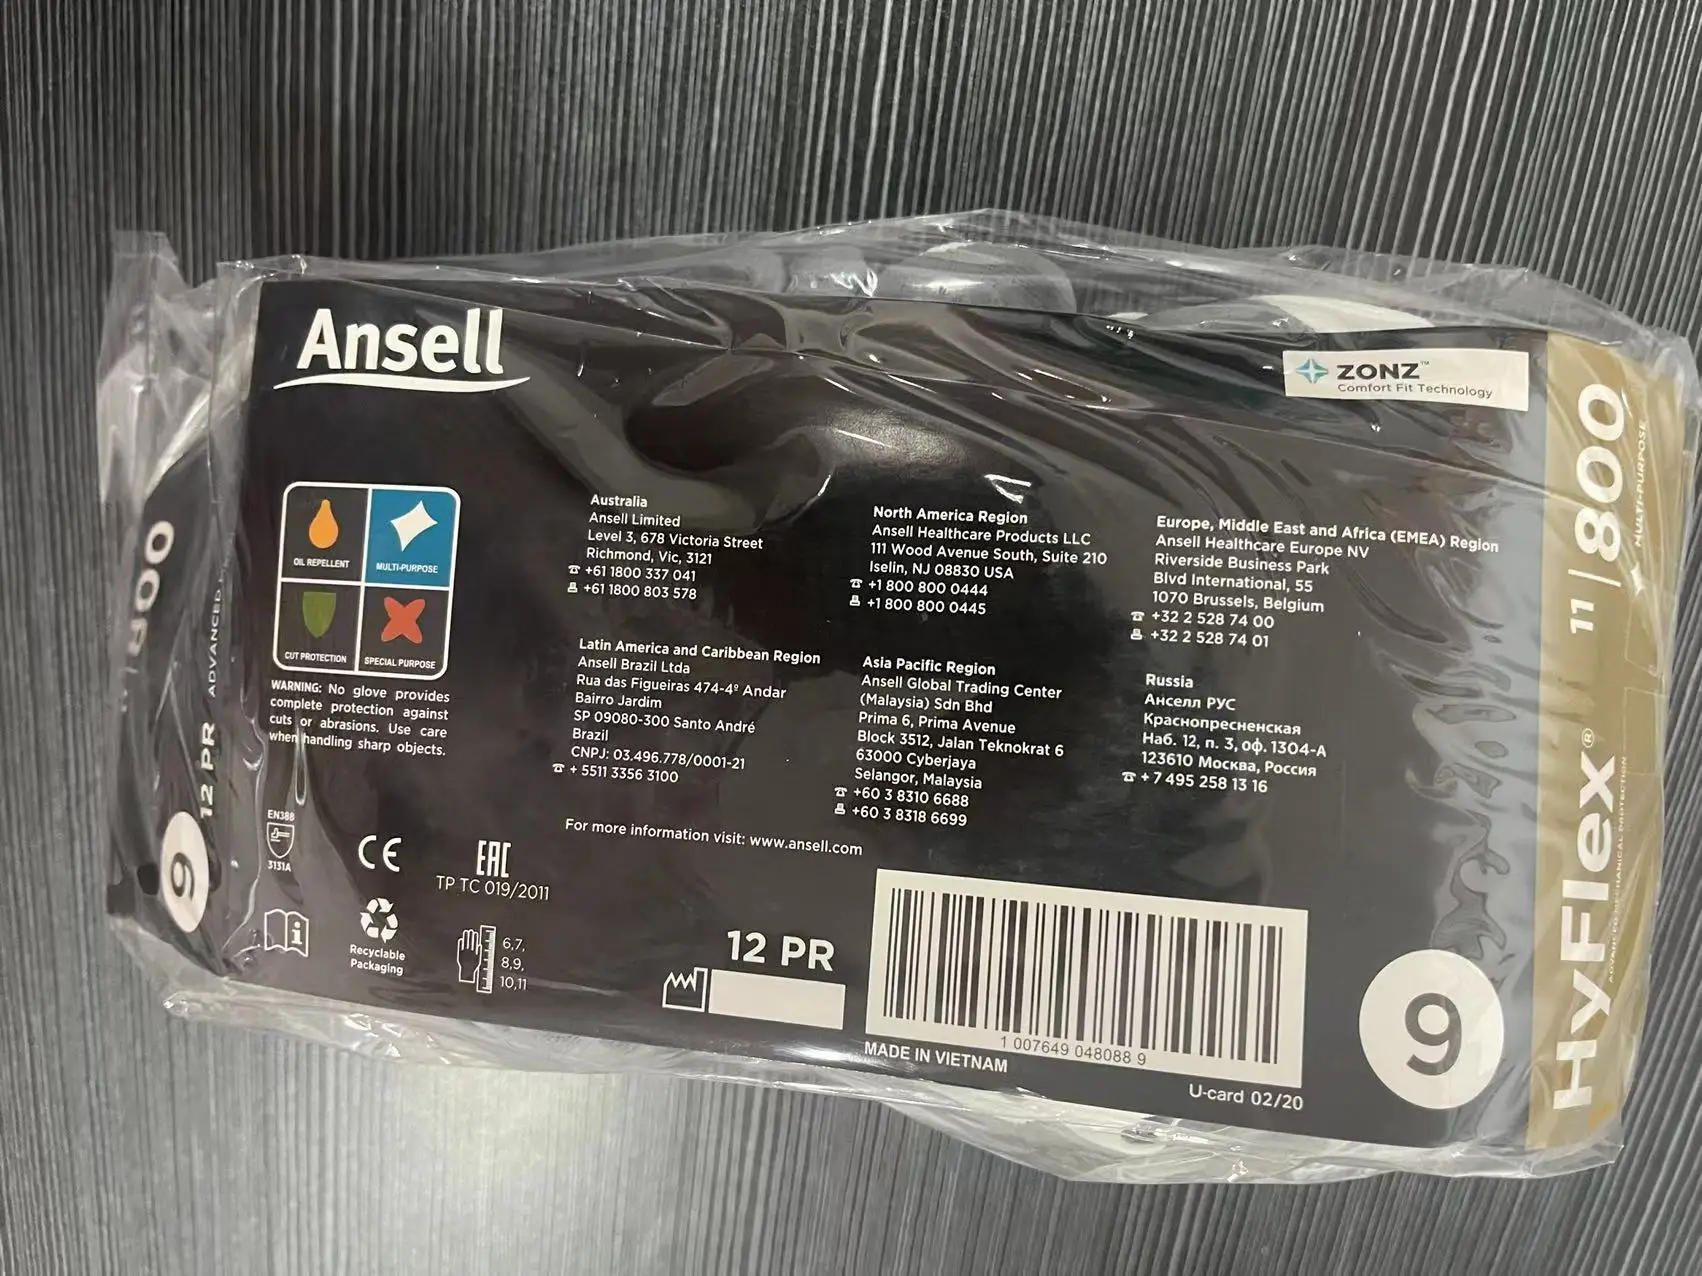 Ansell
ZONZ™
Comfort Fit Technology
OIL REPELLENT
MULTI-PURPOSE
CUT PROTECTION
SPECIAL PURPOSE
WARNING: No glove provides
complete protection against
cuts or abrasions. Use care
when handling sharp objects.
EN388
3131A
CE
EAC
TP TC 019/2011
Recyclable
Packaging
6,7,
8,9,
10,11
Australia
Ansell Limited
Level 3, 678 Victoria Street
Richmond, Vic, 3121
+61 1800 337 041
+61 1800 803 578
Latin America and Caribbean Region
Ansell Brazil Ltda
Rua das Figueiras 474-4º Andar
Bairro Jardim
SP 09080-300 Santo André
Brazil
CNPJ: 03.496.778/0001-21
+ 5511 3356 3100
North America Region
Ansell Healthcare Products LLC
111 Wood Avenue South, Suite 210
Iselin, NJ 08830 USA
+1 800 800 0444
+1 800 800 0445
Asia Pacific Region
Ansell Global Trading Center
(Malaysia) Sdn Bhd
Prima 6, Prima Avenue
Block 3512, Jalan Teknokrat 6
63000 Cyberjaya
Selangor, Malaysia
+60 3 8310 6688
+60 3 8318 6699
Europe, Middle East and Africa (EMEA) Region
Ansell Healthcare Europe NV
Riverside Business Park
Blvd International, 55
1070 Brussels, Belgium
+32 2 528 74 00
+32 2 528 74 01
Russia
Анселл РУС
Краснопресненская
Наб. 12, п. 3, оф. 1304-А
123610 Москва, Россия
+ 7 495 258 13 16
For more information visit: www.ansell.com
12 PR
1 007649 048088 9
MADE IN VIETNAM
U-card 02/20
9
HyFlex® 11|800
ADVANCED MECHANICAL PROTECTION
MULTI-PURPOSE
800
ADVANCED
12 PR
9